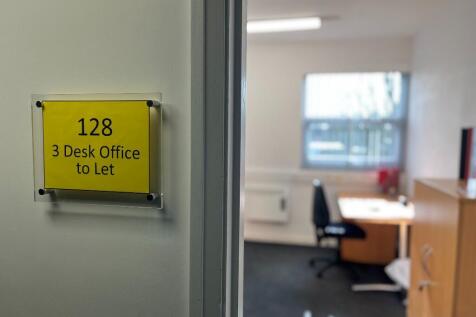 128
3 Desk Office
to Let